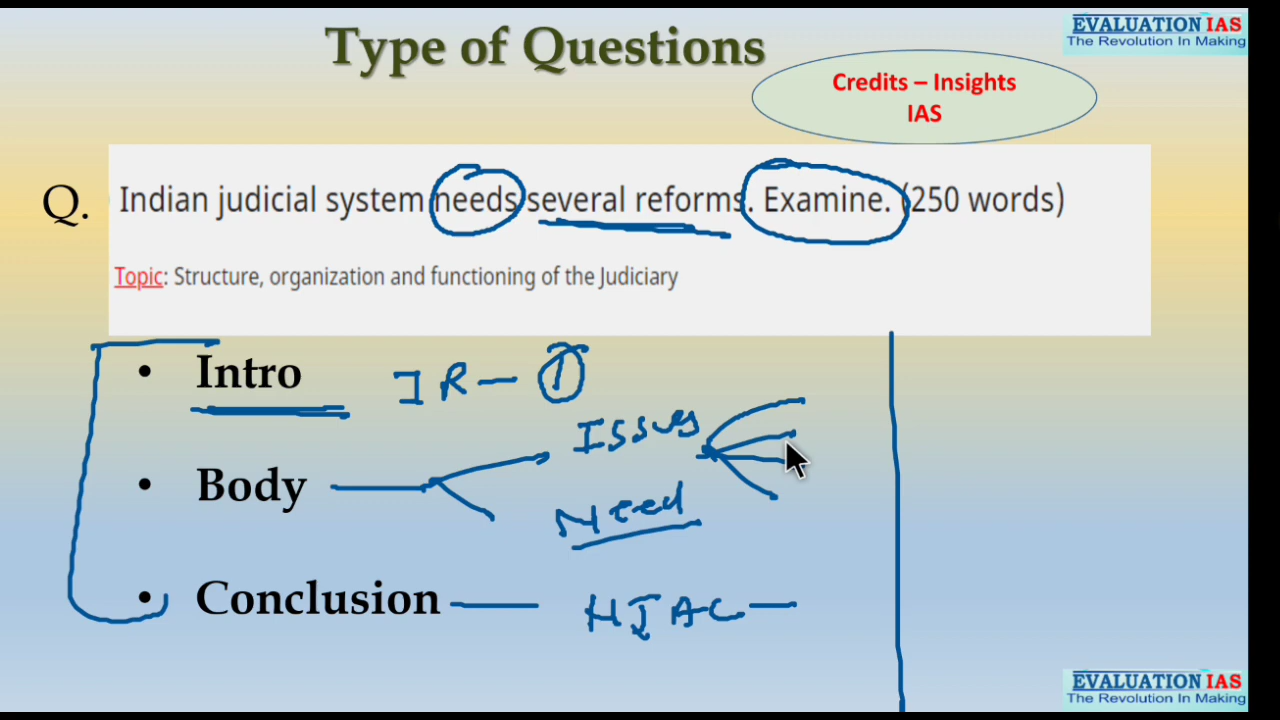 Type of Questions
EVALUATION IAS
The Revolution In Making
Credits – Insights
IAS
Q. Indian judicial system needs several reforms. Examine. (250 words)
Topic: Structure, organization and functioning of the Judiciary
• Intro IR — 1
Issues
• Body
Need
• Conclusion — NJAC —
EVALUATION IAS
The Revolution In Making